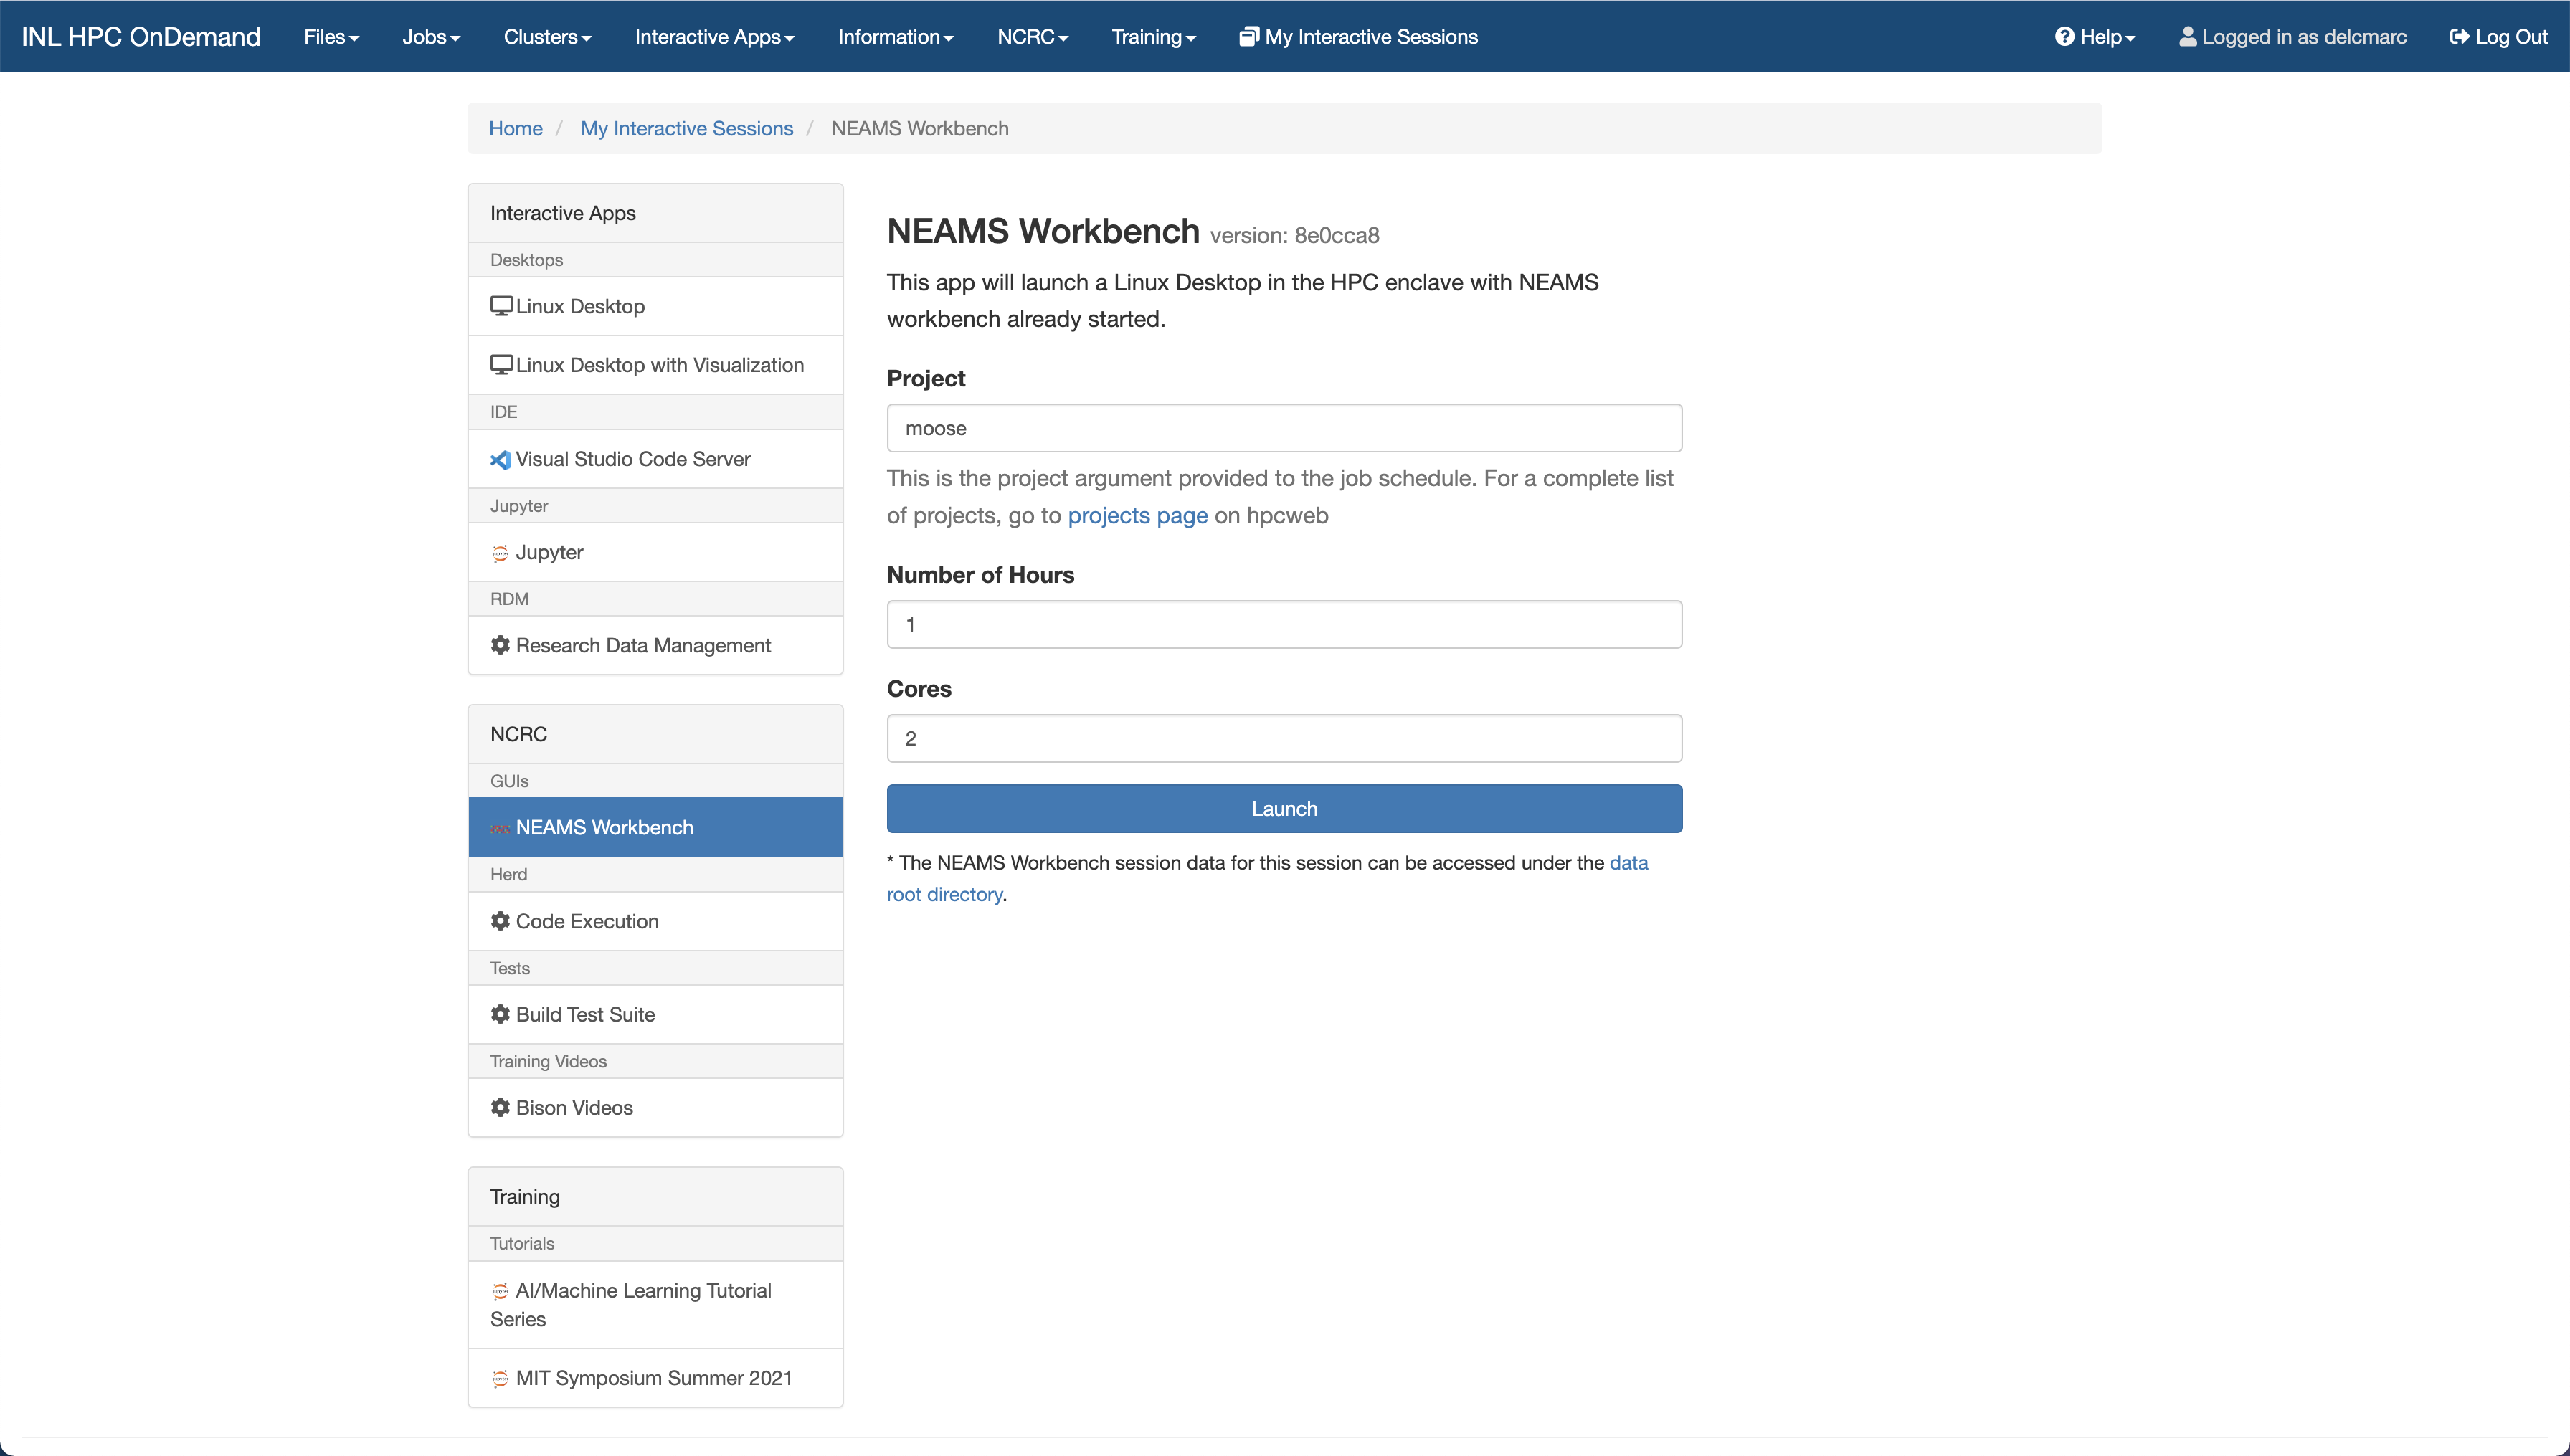 INL HPC OnDemand Files Jobs Clusters Interactive Apps Information NCRC Training My Interactive Sessions Help Logged in as delcmarc Log Out
Home / My Interactive Sessions / NEAMS Workbench
Interactive Apps
Desktops
Linux Desktop
Linux Desktop with Visualization
IDE
Visual Studio Code Server
Jupyter
Jupyter
RDM
Research Data Management
NCRC
GUIs
NEAMS Workbench
Herd
Code Execution
Tests
Build Test Suite
Training Videos
Bison Videos
Training
Tutorials
AI/Machine Learning Tutorial
Series
MIT Symposium Summer 2021
NEAMS Workbench version: 8e0cca8
This app will launch a Linux Desktop in the HPC enclave with NEAMS
workbench already started.
Project
moose
This is the project argument provided to the job schedule. For a complete list
of projects, go to projects page on hpcweb
Number of Hours
1
Cores
2
Launch
* The NEAMS Workbench session data for this session can be accessed under the data
root directory.